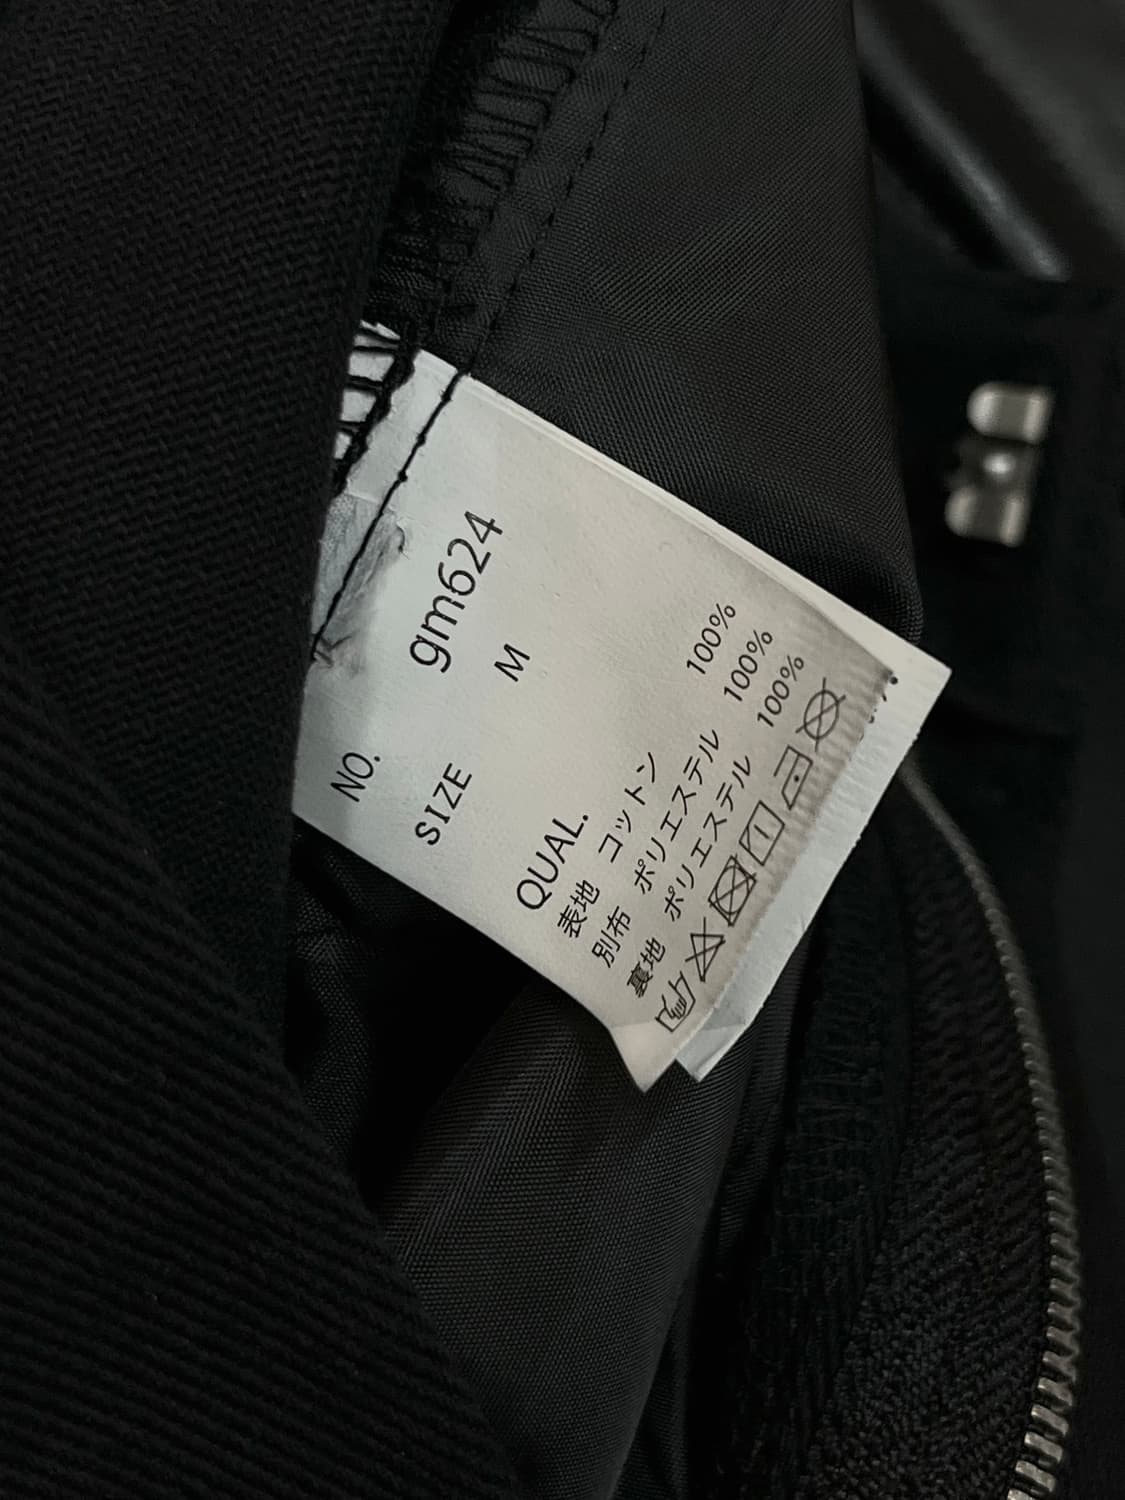 NO. gm624
SIZE M
QUAL.
表地 コットン 100%
別布 ポリエステル 100%
裏地 ポリエステル 100%